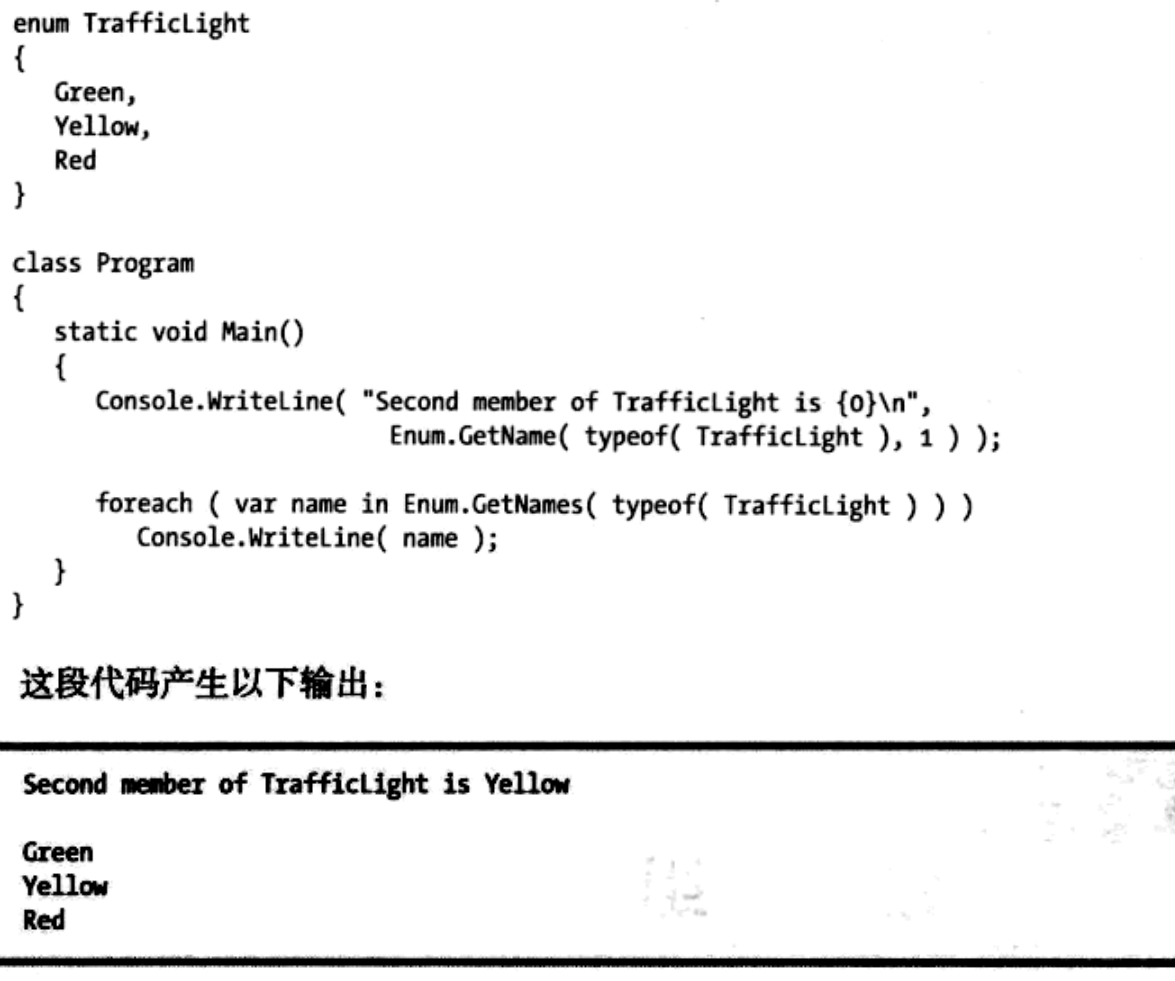 enum TrafficLight
{
   Green,
   Yellow,
   Red
}

class Program
{
   static void Main()
   {
      Console.WriteLine( "Second member of TrafficLight is {0}\n",
                           Enum.GetName( typeof( TrafficLight ), 1 ) );

      foreach ( var name in Enum.GetNames( typeof( TrafficLight ) ) )
         Console.WriteLine( name );
   }
}
这段代码产生以下输出：
Second member of TrafficLight is Yellow

Green
Yellow
Red